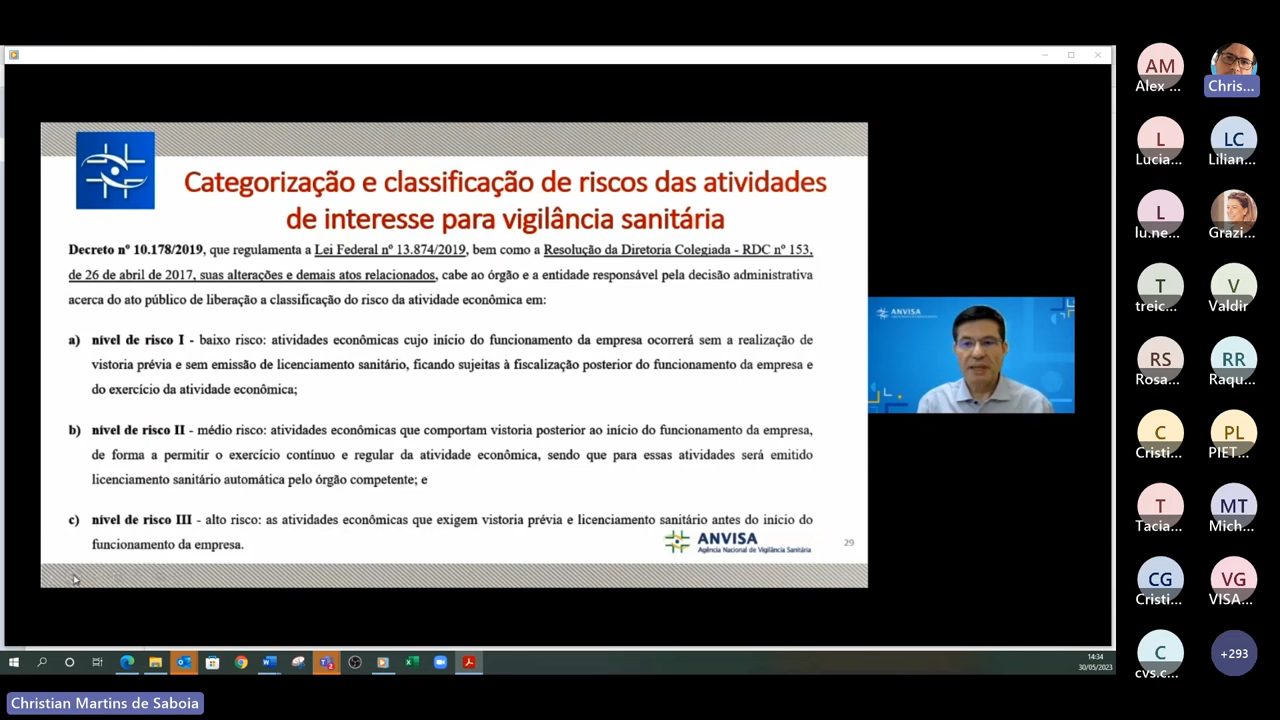 Categorização e classificação de riscos das atividades
de interesse para vigilância sanitária
Decreto nº 10.178/2019, que regulamenta a Lei Federal nº 13.874/2019, bem como a Resolução da Diretoria Colegiada - RDC nº 153,
de 26 de abril de 2017, suas alterações e demais atos relacionados, cabe ao órgão e a entidade responsável pela decisão administrativa
acerca do ato público de liberação a classificação do risco da atividade econômica em:
a) nível de risco I - baixo risco: atividades econômicas cujo início do funcionamento da empresa ocorrerá sem a realização de
vistoria prévia e sem emissão de licenciamento sanitário, ficando sujeitas à fiscalização posterior do funcionamento da empresa e
do exercício da atividade econômica;
b) nível de risco II - médio risco: atividades econômicas que comportam vistoria posterior ao início do funcionamento da empresa,
de forma a permitir o exercício contínuo e regular da atividade econômica, sendo que para essas atividades será emitido
licenciamento sanitário automática pelo órgão competente; e
c) nível de risco III - alto risco: as atividades econômicas que exigem vistoria prévia e licenciamento sanitário antes do início do
funcionamento da empresa.
ANVISA
Agência Nacional de Vigilância Sanitária
29
ANVISA
AM
Alex ...
Chris...
L
Lucia...
LC
Lilian...
L
lu.ne...
Grazi...
T
treic...
V
Valdir
RS
Rosa...
RR
Raqu...
C
Cristi...
PL
PIET...
T
Tacia...
MT
Mich...
CG
Cristi...
VG
VISA...
C
cvs.c...
+293
14:34
30/05/2023
Christian Martins de Saboia